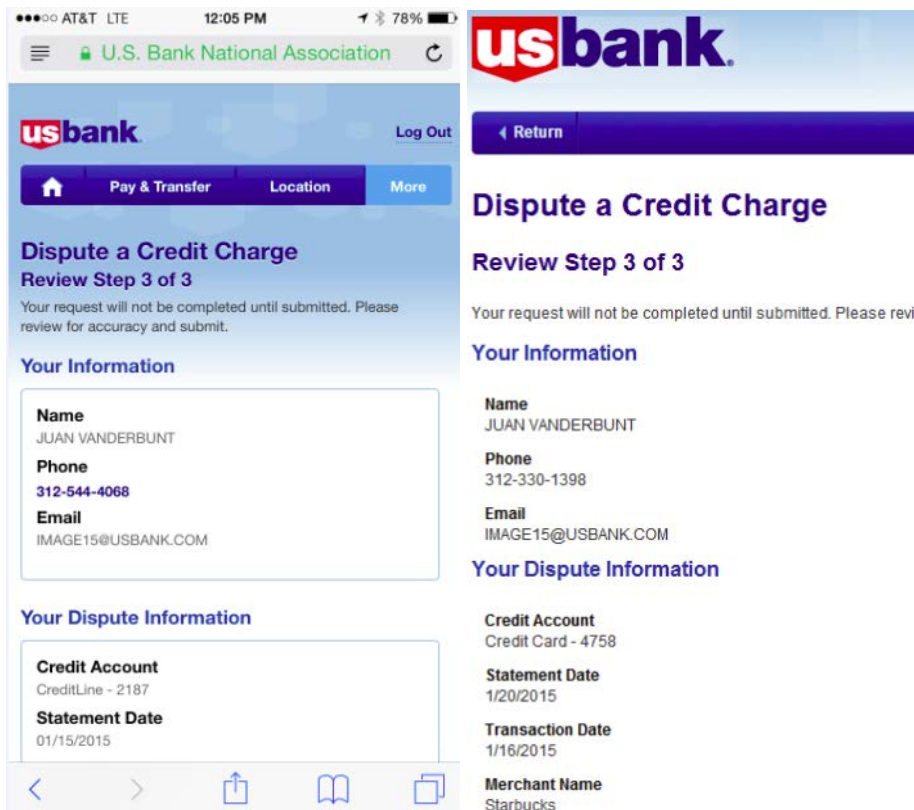 AT&T LTE 12:05 PM 78%
U.S. Bank National Association
usbank.
Log Out
Pay & Transfer Location More
Dispute a Credit Charge
Review Step 3 of 3
Your request will not be completed until submitted. Please
review for accuracy and submit.
Your Information
Name
JUAN VANDERBUNT
Phone
312-544-4068
Email
IMAGE15@USBANK.COM
Your Dispute Information
Credit Account
CreditLine - 2187
Statement Date
01/15/2015
usbank.
Return
Dispute a Credit Charge
Review Step 3 of 3
Your request will not be completed until submitted. Please revi
Your Information
Name
JUAN VANDERBUNT
Phone
312-330-1398
Email
IMAGE15@USBANK.COM
Your Dispute Information
Credit Account
Credit Card - 4758
Statement Date
1/20/2015
Transaction Date
1/16/2015
Merchant Name
Starbucks